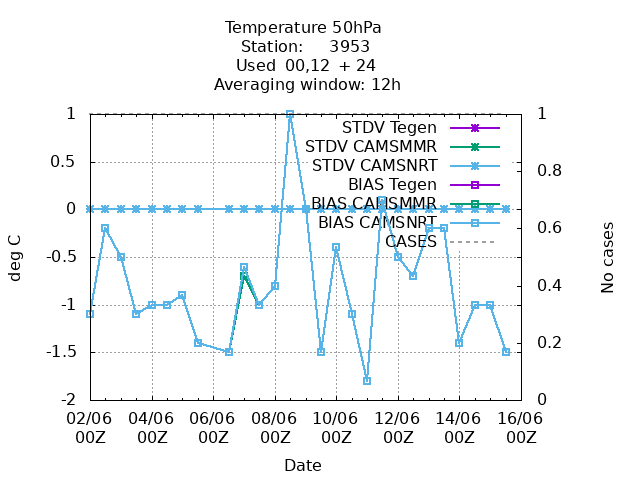 Temperature 50hPa
Station: 3953
Used 00,12 + 24
Averaging window: 12h
1
0.5
0
-0.5
-1
-1.5
-2
deg C
1
0.8
0.6
0.4
0.2
0
No cases
STDV Tegen
STDV CAMSMMR
STDV CAMSNRT
BIAS Tegen
BIAS CAMSMMR
BIAS CAMSNRT
CASES
02/06 04/06 06/06 08/06 10/06 12/06 14/06 16/06
00Z 00Z 00Z 00Z 00Z 00Z 00Z 00Z
Date